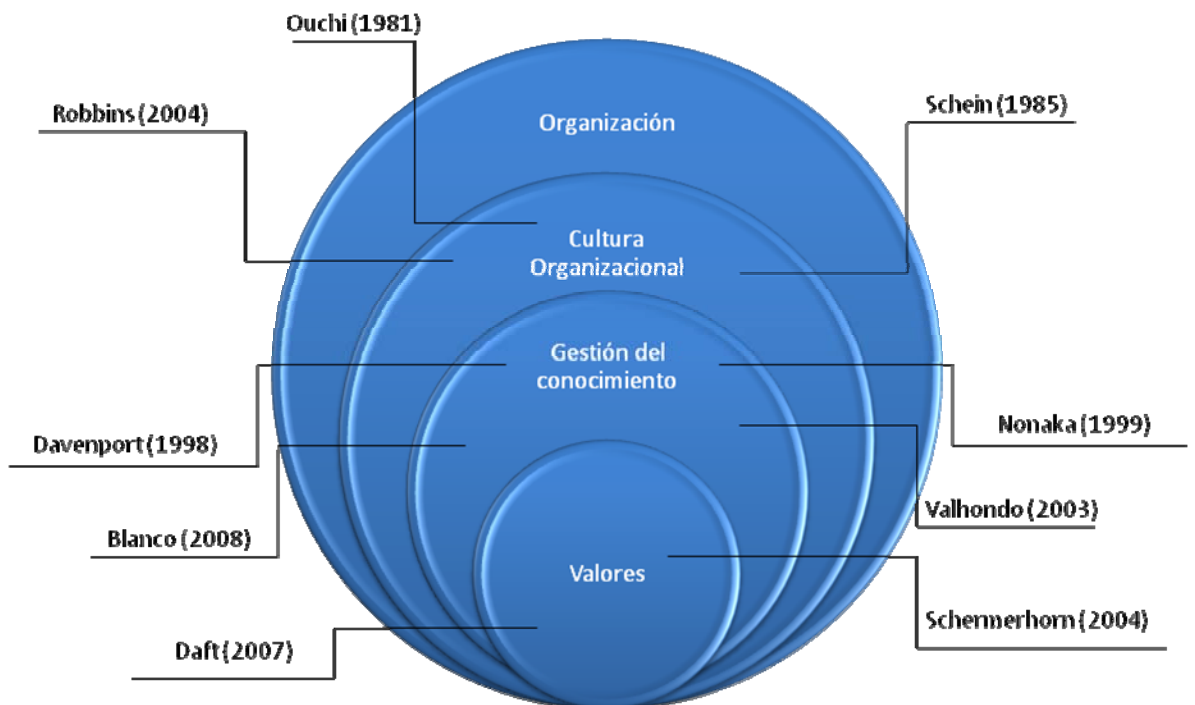 Ouchi (1981)
Robbins (2004)
Schein (1985)
Organización
Cultura
Organizacional
Gestión del
conocimiento
Davenport (1998)
Nonaka (1999)
Valhondo (2003)
Blanco (2008)
Valores
Schermerhorn (2004)
Daft (2007)